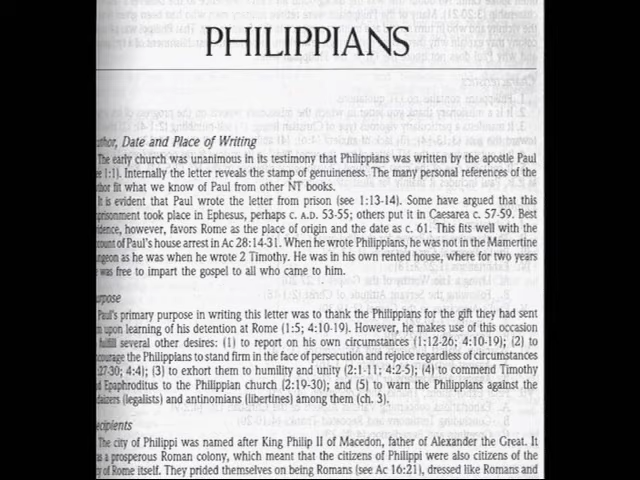 PHILIPPIANS
Date and Place of Writing
The early church was unanimous in its testimony that Philippians was written by the apostle Paul
1:1). Internally the letter reveals the stamp of genuineness. The many personal references of the
fit what we know of Paul from other NT books.
It is evident that Paul wrote the letter from prison (see 1:13-14). Some have argued that this
took place in Ephesus, perhaps c. A.D. 53-55; others put it in Caesarea c. 57-59. Best
however, favors Rome as the place of origin and the date as c. 61. This fits well with the
of Paul's house arrest in Ac 28:14-31. When he wrote Philippians, he was not in the Mamertine
as he was when he wrote 2 Timothy. He was in his own rented house, where for two years
was free to impart the gospel to all who came to him.
Paul's primary purpose in writing this letter was to thank the Philippians for the gift they had sent
upon learning of his detention at Rome (1:5; 4:10-19). However, he makes use of this occasion
several other desires: (1) to report on his own circumstances (1:12-26; 4:10-19); (2) to
the Philippians to stand firm in the face of persecution and rejoice regardless of circumstances
27-30; 4:4); (3) to exhort them to humility and unity (2:1-11; 4:2-5); (4) to commend Timothy
Epaphroditus to the Philippian church (2:19-30); and (5) to warn the Philippians against the
(legalists) and antinomians (libertines) among them (ch. 3).
The city of Philippi was named after King Philip II of Macedon, father of Alexander the Great. It
a prosperous Roman colony, which meant that the citizens of Philippi were also citizens of the
of Rome itself. They prided themselves on being Romans (see Ac 16:21), dressed like Romans and